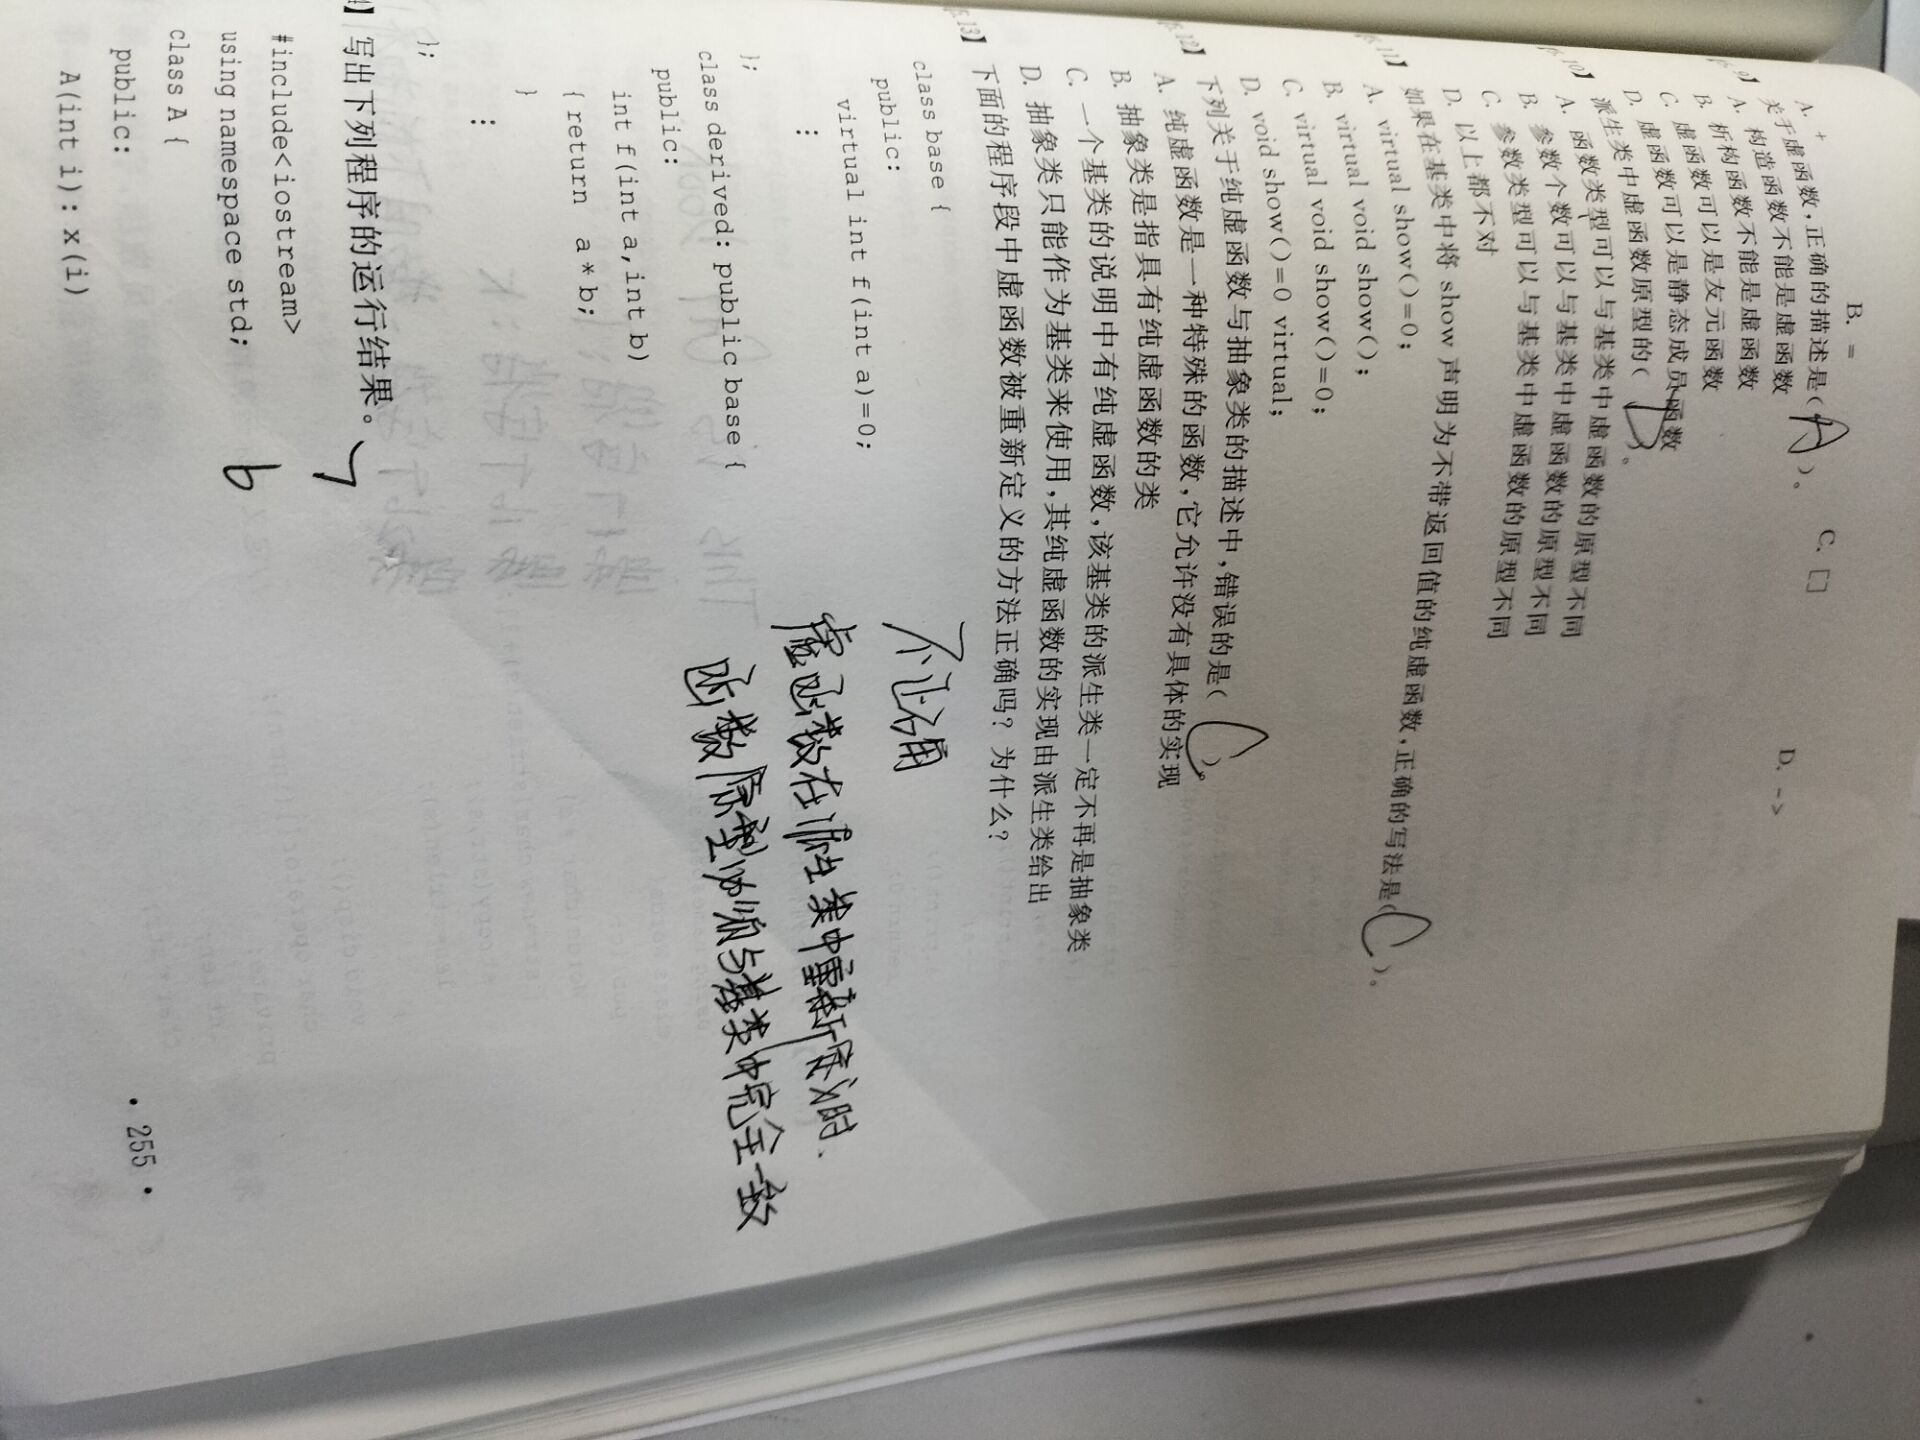 A. +
B. =
C. □
D. ->
9】 关于虚函数,正确的描述是( A )。
A. 构造函数不能是虚函数
B. 析构函数不能是虚函数
C. 虚函数可以是友元函数
D. 虚函数可以是静态成员函数
10】 派生类中虚函数原型的( D )。
A. 函数类型可以与基类中虚函数的原型不同
B. 参数个数可以与基类中虚函数的原型不同
C. 参数类型可以与基类中虚函数的原型不同
D. 以上都不对
11】 如果在基类中将 show 声明为不带返回值的纯虚函数,正确的写法是( C )。
A. virtual show()=0;
B. virtual void show();
C. virtual void show()=0;
D. void show()=0 virtual;
12】 下列关于纯虚函数与抽象类的描述中,错误的是( C )。
A. 纯虚函数是一种特殊的函数,它允许没有具体的实现
B. 抽象类是指具有纯虚函数的类
C. 一个基类的说明中有纯虚函数,该基类的派生类一定不再是抽象类
D. 抽象类只能作为基类来使用,其纯虚函数的实现由派生类给出
13】 下面的程序段中虚函数被重新定义的方法正确吗?为什么?
class base {
public:
virtual int f(int a)=0;
⋮
};
class derived: public base {
public:
int f(int a,int b)
{ return a*b;
}
⋮
};
不正确
虚函数在派生类中重新定义时.
函数原型必须与基类中完全一致
4】 写出下列程序的运行结果。
7
6
#include<iostream>
using namespace std;
class A {
public:
A(int i): x(i)
• 255 •